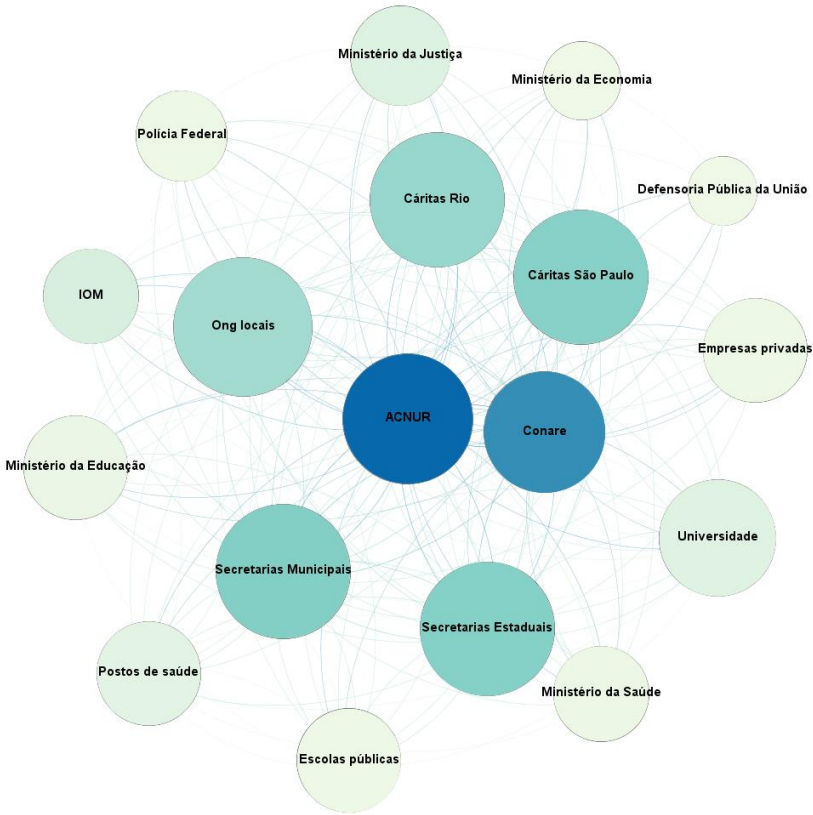 Ministério da Justiça
Ministério da Economia
Polícia Federal
Defensoria Pública da União
Cáritas Rio
Cáritas São Paulo
IOM
Ong locais
Empresas privadas
ACNUR
Conare
Ministério da Educação
Universidade
Secretarias Municipais
Secretarias Estaduais
Postos de saúde
Ministério da Saúde
Escolas públicas